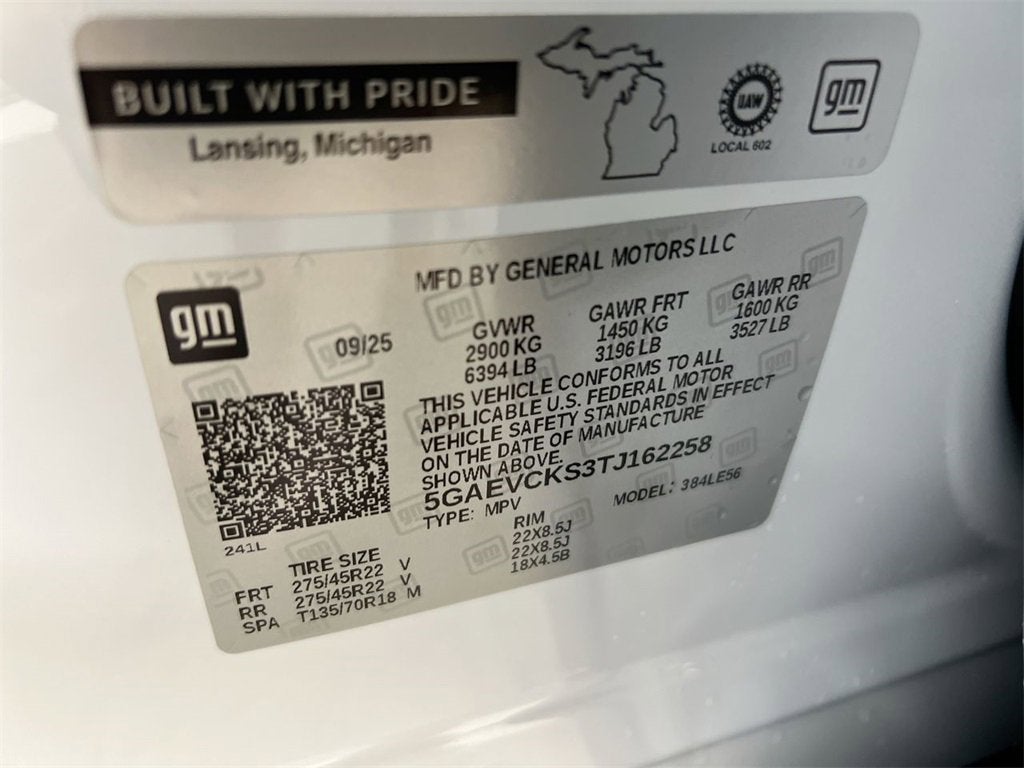 BUILT WITH PRIDE
Lansing, Michigan
UAW
LOCAL 602
gm
MFD BY GENERAL MOTORS LLC
gm
09/25
GVWR
2900 KG
6394 LB
GAWR FRT
1450 KG
3196 LB
GAWR RR
1600 KG
3527 LB
THIS VEHICLE CONFORMS TO ALL
APPLICABLE U.S. FEDERAL MOTOR
VEHICLE SAFETY STANDARDS IN EFFECT
ON THE DATE OF MANUFACTURE
SHOWN ABOVE.
5GAEVCKS3TJ162258
TYPE: MPV
MODEL: 384LE56
241L
TIRE SIZE RIM
FRT 275/45R22 V 22X8.5J
RR 275/45R22 V 22X8.5J
SPA T135/70R18 M 18X4.5B